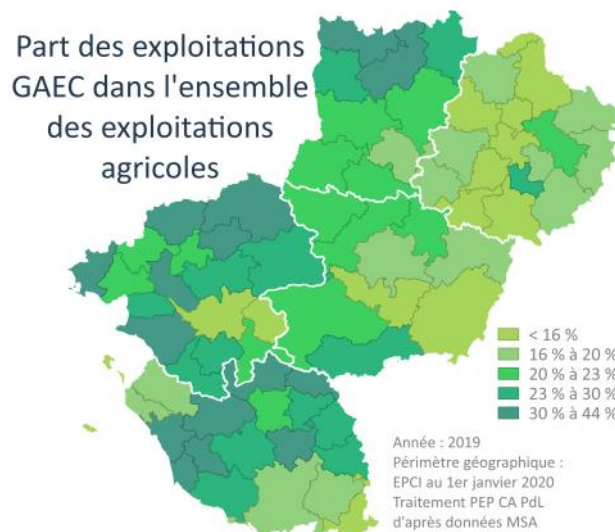 Part des exploitations
GAEC dans l'ensemble
des exploitations
agricoles
< 16 %
16 % à 20 %
20 % à 23 %
23 % à 30 %
30 % à 44 %
Année : 2019
Périmètre géographique :
EPCI au 1er janvier 2020
Traitement PEP CA PdL
d'après données MSA